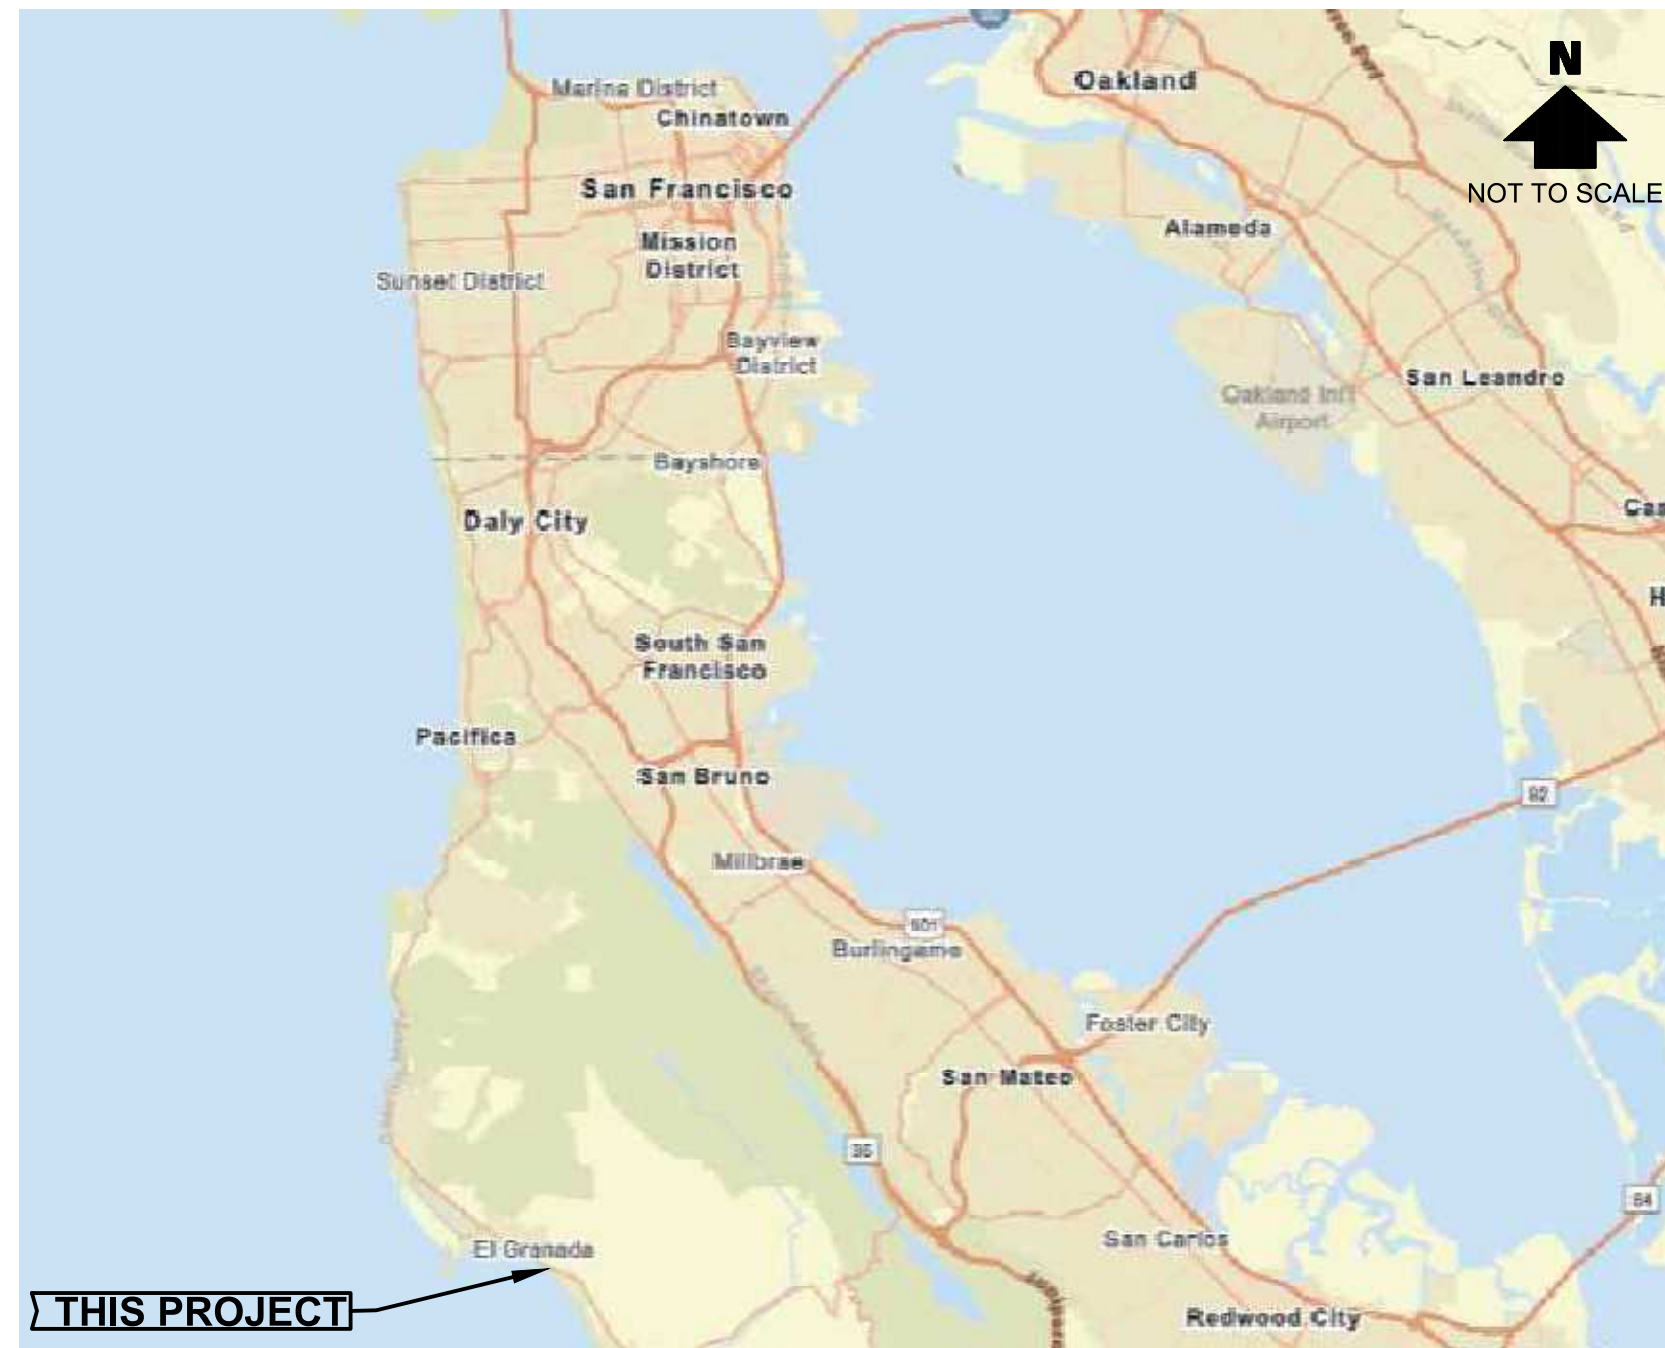 Marina District
Oakland
N
Chinatown
San Francisco
NOT TO SCALE
Mission
District
Alameda
Sunset District
Bayview
District
San Leandro
Oakland Int'l
Airport
Bayshore
Daly City
South San
Francisco
Pacifica
San Bruno
92
Millbrae
Burlingame
Foster City
San Mateo
35
84
San Carlos
El Granada
THIS PROJECT
Redwood City